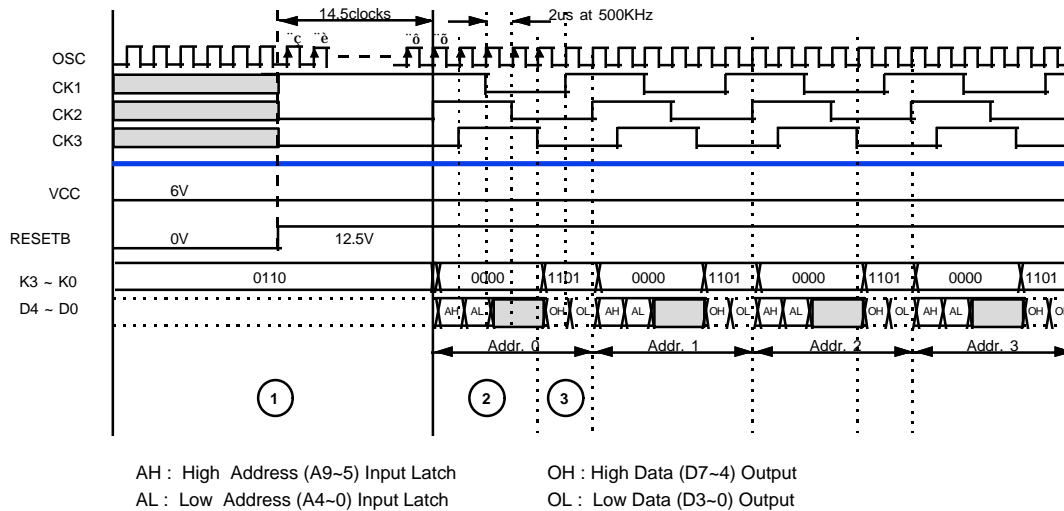 14.5clocks
2us at 500KHz
OSC
¨ç ¨è ¨ô ¨õ
CK1
CK2
CK3
VCC
6V
RESETB
0V 12.5V
K3 ~ K0
0110 0000 1101 0000 1101 0000 1101 0000 1101
D4 ~ D0
AH AL OH OL AH AL OH OL AH AL OH OL AH AL OH OL
Addr. 0 Addr. 1 Addr. 2 Addr. 3
1 2 3
AH : High Address (A9~5) Input Latch
OH : High Data (D7~4) Output
AL : Low Address (A4~0) Input Latch
OL : Low Data (D3~0) Output